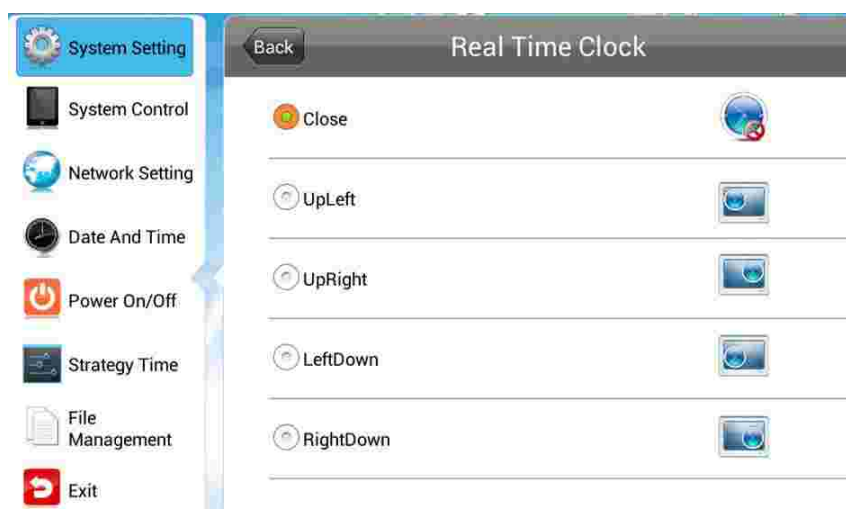 System Setting
System Control
Network Setting
Date And Time
Power On/Off
Strategy Time
File
Management
Exit
Back
Real Time Clock
Close
UpLeft
UpRight
LeftDown
RightDown